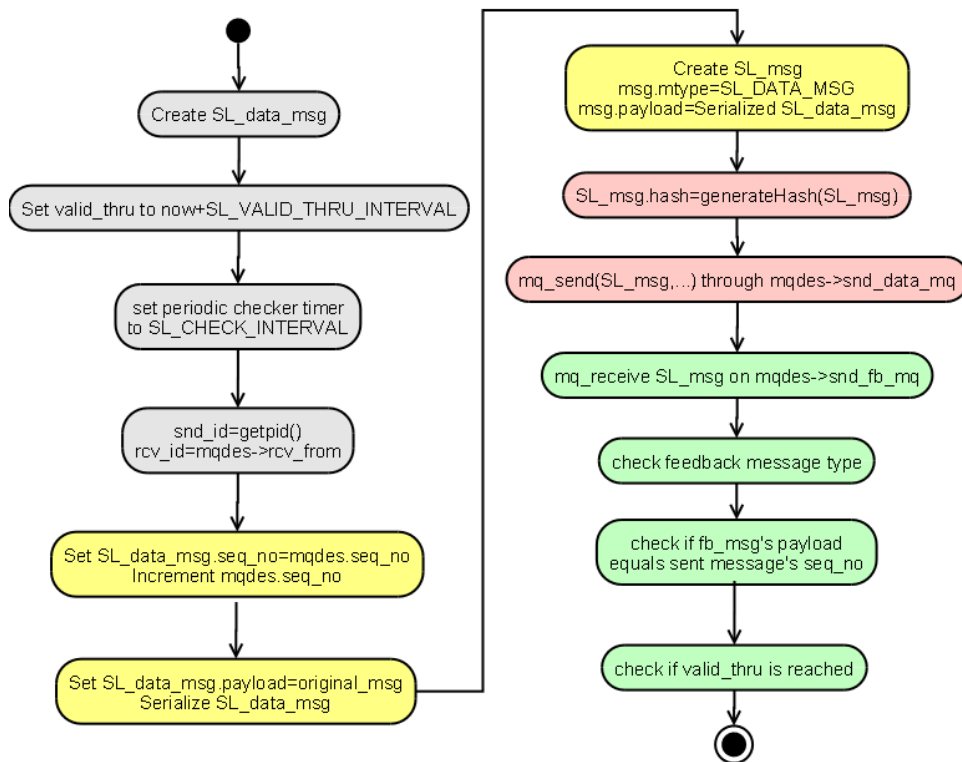 Create SL_data_msg
Set valid_thru to now+SL_VALID_THRU_INTERVAL
set periodic checker timer
to SL_CHECK_INTERVAL
snd_id=getpid()
rcv_id=mqdes->rcv_from
Set SL_data_msg.seq_no=mqdes.seq_no
Increment mqdes.seq_no
Set SL_data_msg.payload=original_msg
Serialize SL_data_msg
Create SL_msg
msg.mtype=SL_DATA_MSG
msg.payload=Serialized SL_data_msg
SL_msg.hash=generateHash(SL_msg)
mq_send(SL_msg,...) through mqdes->snd_data_mq
mq_receive SL_msg on mqdes->snd_fb_mq
check feedback message type
check if fb_msg's payload
equals sent message's seq_no
check if valid_thru is reached